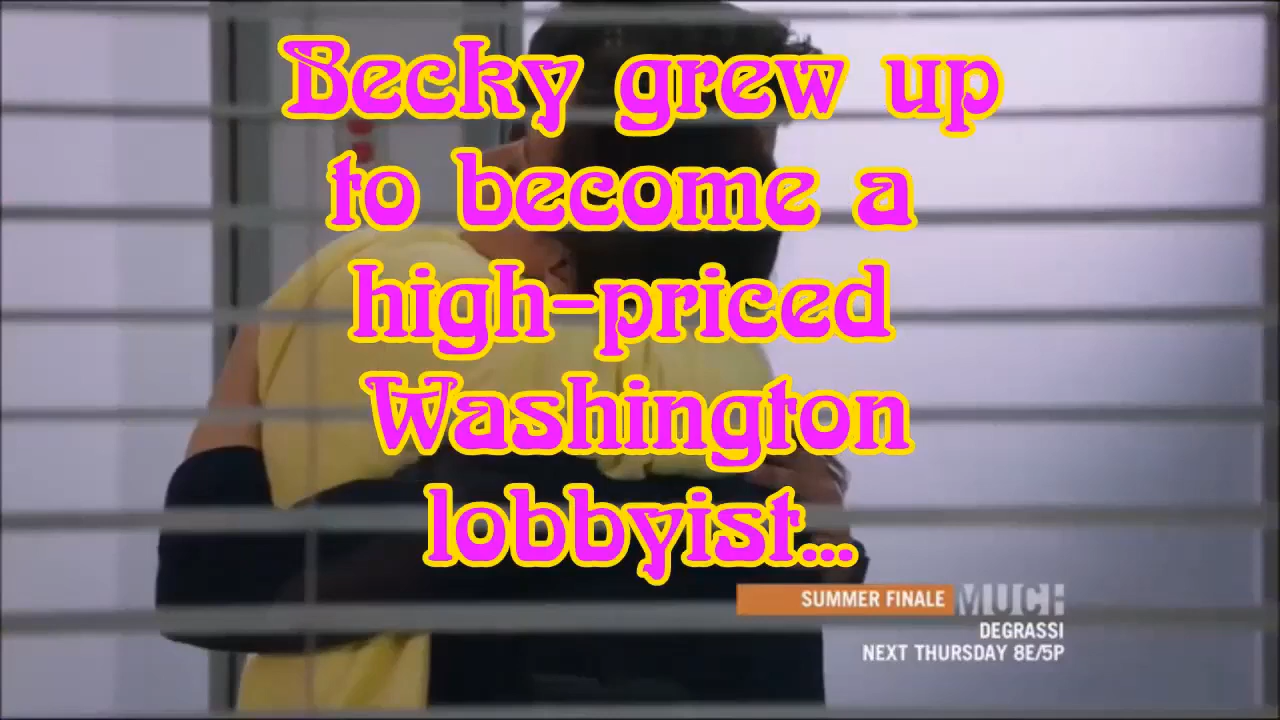 Becky grew up
to become a
high-priced
Washington
lobbyist...
SUMMER FINALE MUCH
DEGRASSI
NEXT THURSDAY 8E/5P